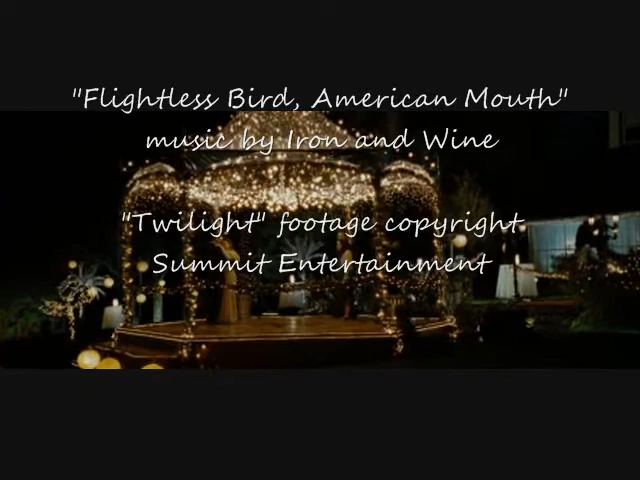 "Flightless Bird, American Mouth"
music by Iron and Wine
"Twilight" footage copyright
Summit Entertainment